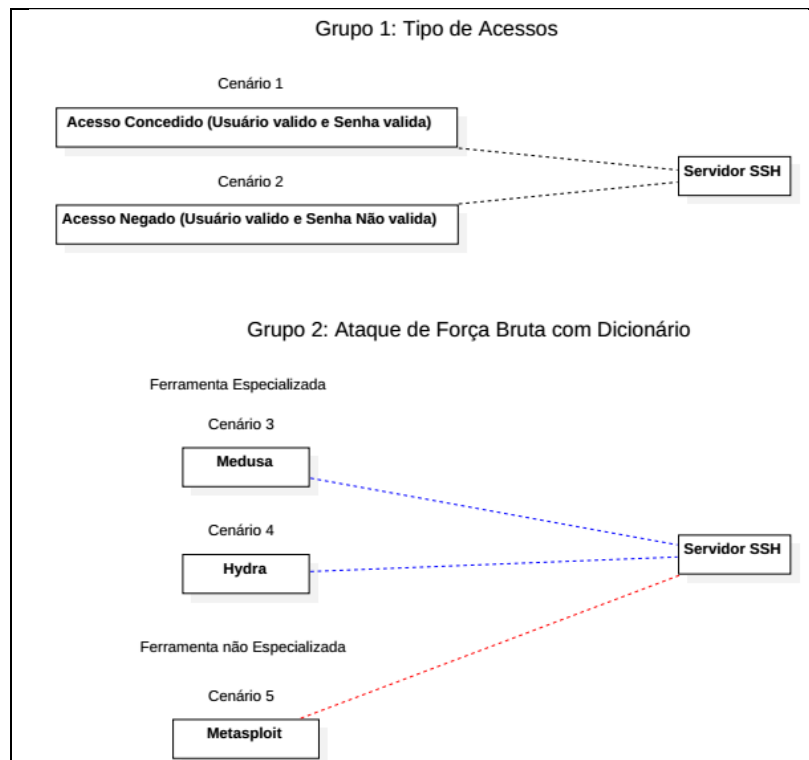 Grupo 1: Tipo de Acessos
Cenário 1
Acesso Concedido (Usuário valido e Senha valida)
Servidor SSH
Cenário 2
Acesso Negado (Usuário valido e Senha Não valida)
Grupo 2: Ataque de Força Bruta com Dicionário
Ferramenta Especializada
Cenário 3
Medusa
Cenário 4
Servidor SSH
Hydra
Ferramenta não Especializada
Cenário 5
Metasploit